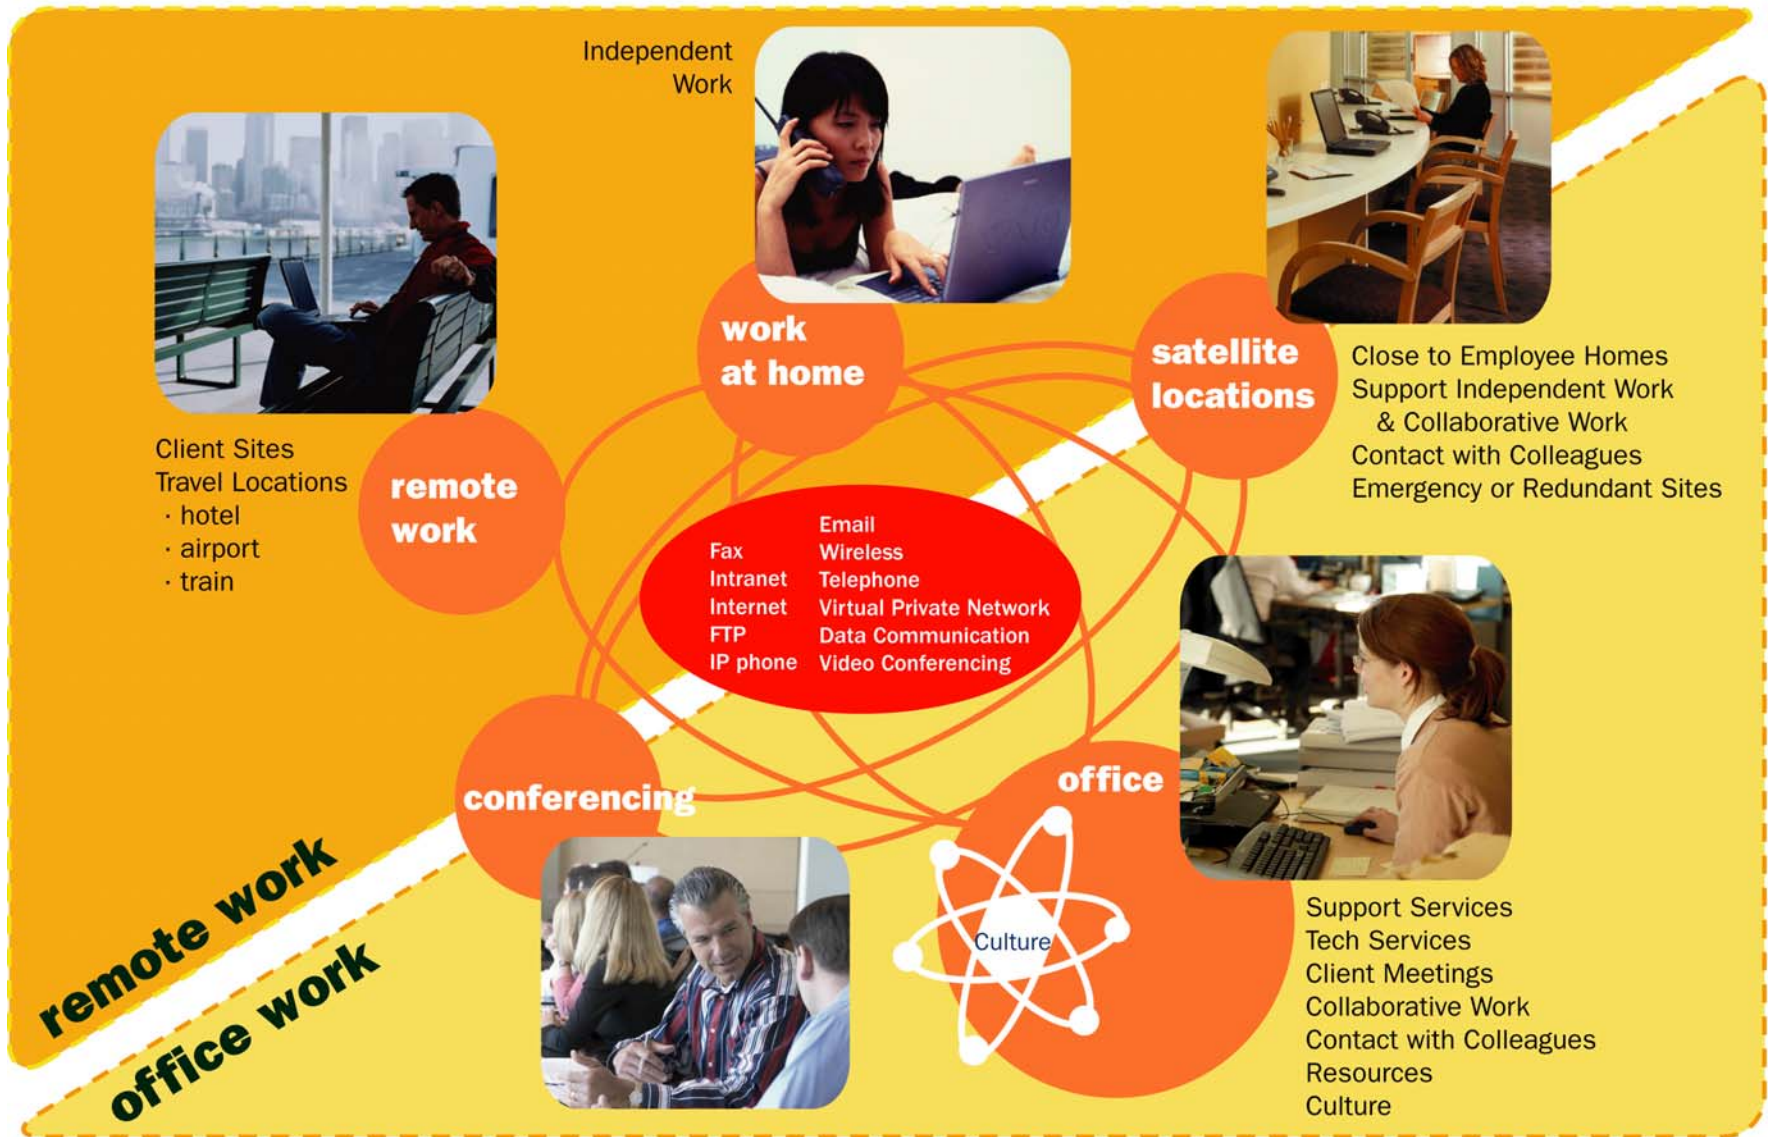 Independent
Work
work
at home
satellite
locations
Close to Employee Homes
Support Independent Work
& Collaborative Work
Contact with Colleagues
Emergency or Redundant Sites
Client Sites
Travel Locations
· hotel
· airport
· train
remote
work
Fax
Intranet
Internet
FTP
IP phone
Email
Wireless
Telephone
Virtual Private Network
Data Communication
Video Conferencing
conferencing
office
Culture
Support Services
Tech Services
Client Meetings
Collaborative Work
Contact with Colleagues
Resources
Culture
remote work
office work